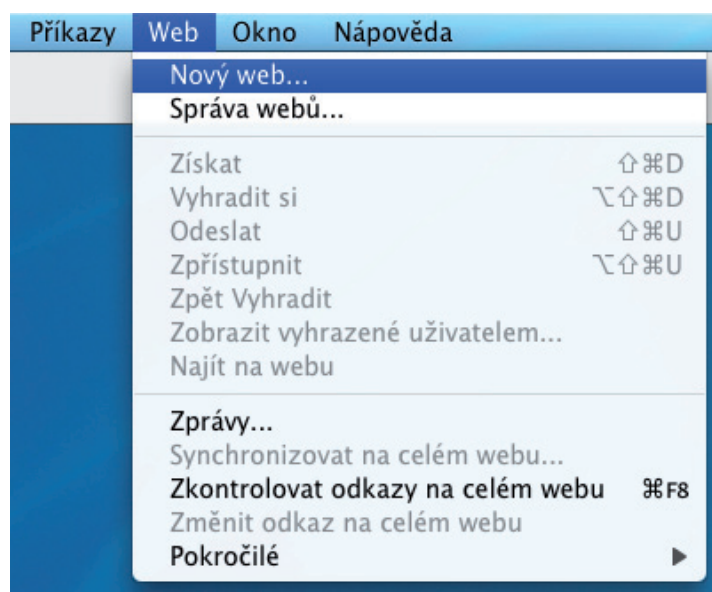 Příkazy Web Okno Nápověda
Nový web...
Správa webů...
Získat ⇧⌘D
Vyhradit si ⌥⇧⌘D
Odeslat ⇧⌘U
Zpřístupnit ⌥⇧⌘U
Zpět Vyhradit
Zobrazit vyhrazené uživatelem...
Najít na webu
Zprávy...
Synchronizovat na celém webu...
Zkontrolovat odkazy na celém webu ⌘F8
Změnit odkaz na celém webu
Pokročilé ▶